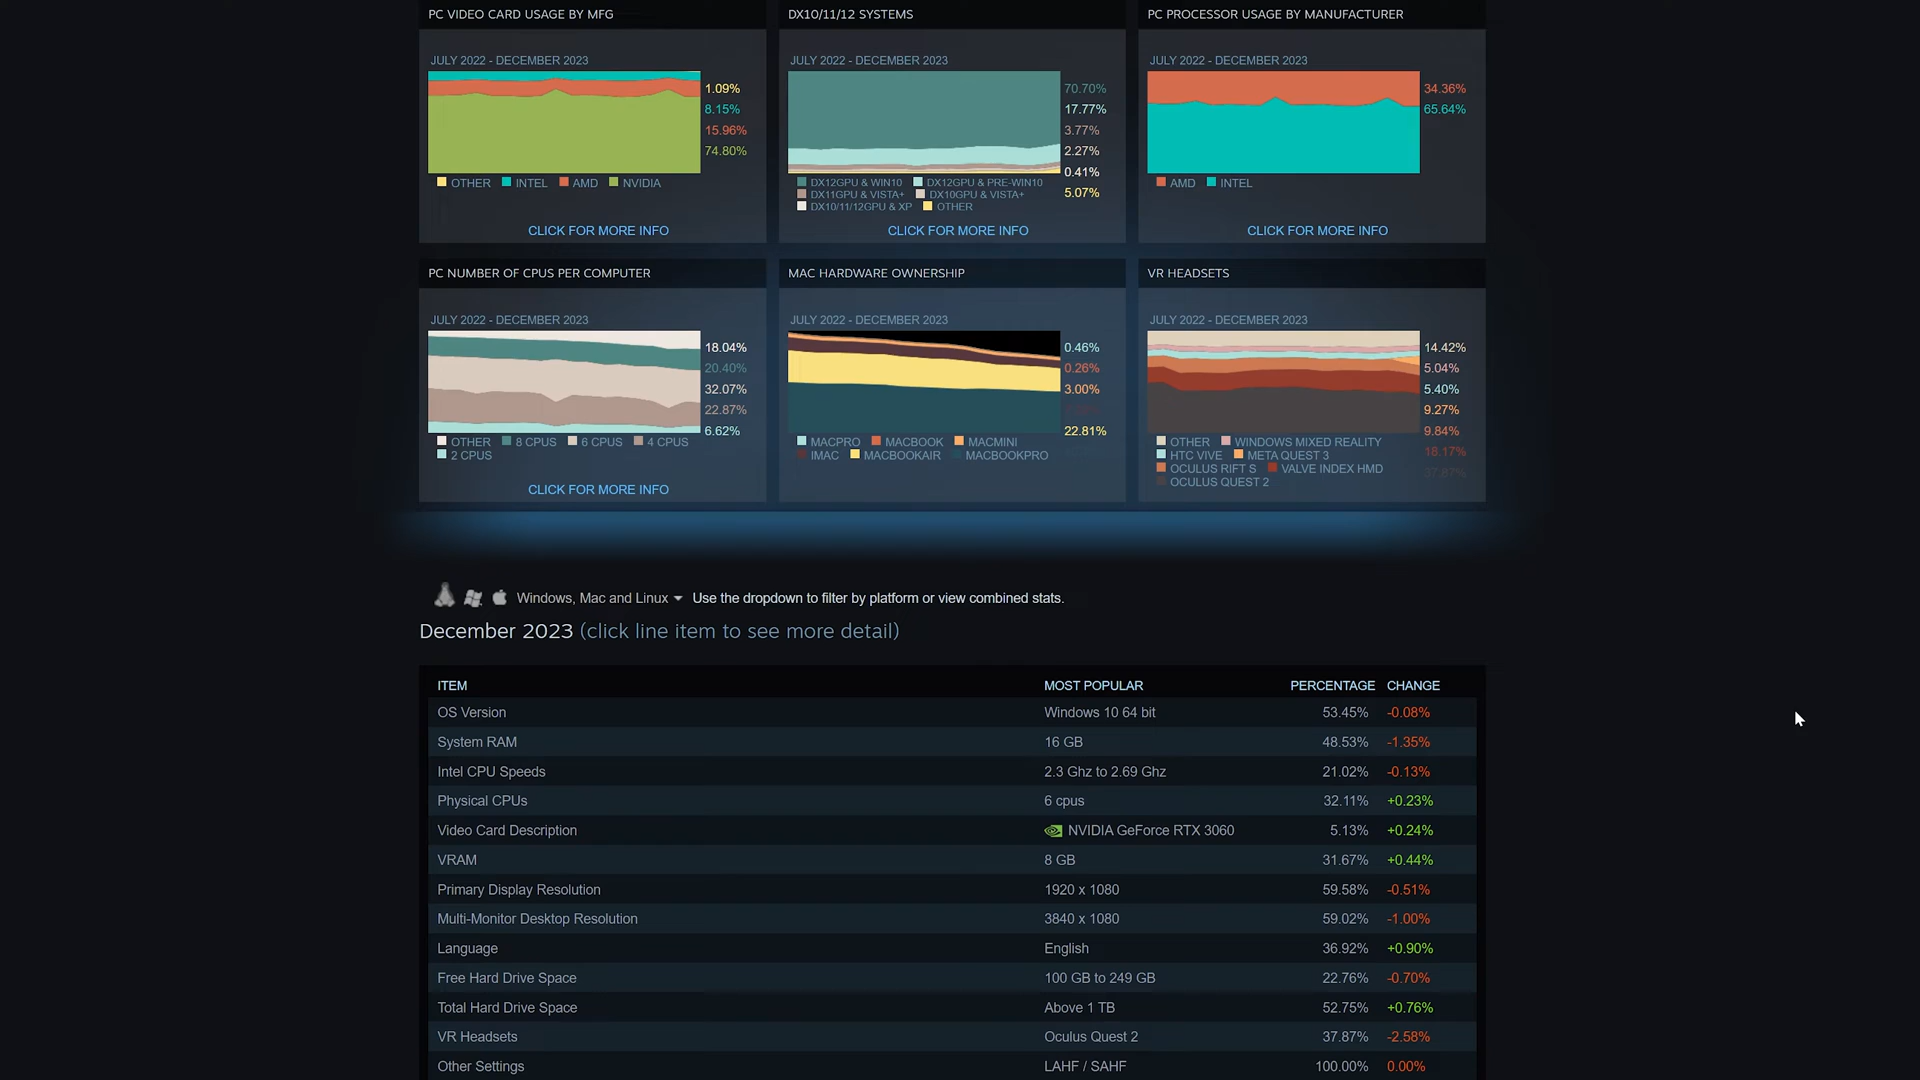 PC VIDEO CARD USAGE BY MFG
JULY 2022 - DECEMBER 2023
1.09%
8.15%
15.96%
74.80%
OTHER INTEL AMD NVIDIA
CLICK FOR MORE INFO
DX10/11/12 SYSTEMS
JULY 2022 - DECEMBER 2023
70.70%
17.77%
3.77%
2.27%
0.41%
5.07%
DX12GPU & WIN10 DX12GPU & PRE-WIN10
DX11GPU & VISTA+ DX10GPU & VISTA+
DX10/11/12GPU & XP OTHER
CLICK FOR MORE INFO
PC PROCESSOR USAGE BY MANUFACTURER
JULY 2022 - DECEMBER 2023
34.36%
65.64%
AMD INTEL
CLICK FOR MORE INFO
PC NUMBER OF CPUS PER COMPUTER
JULY 2022 - DECEMBER 2023
18.04%
20.40%
32.07%
22.87%
6.62%
OTHER 8 CPUS 6 CPUS 4 CPUS
2 CPUS
CLICK FOR MORE INFO
MAC HARDWARE OWNERSHIP
JULY 2022 - DECEMBER 2023
0.46%
0.26%
3.00%
22.81%
MACPRO MACBOOK MACMINI
IMAC MACBOOKAIR MACBOOKPRO
VR HEADSETS
JULY 2022 - DECEMBER 2023
14.42%
5.04%
5.40%
9.27%
9.84%
18.17%
37.87%
OTHER WINDOWS MIXED REALITY
HTC VIVE META QUEST 3
OCULUS RIFT S VALVE INDEX HMD
OCULUS QUEST 2
Windows, Mac and Linux Use the dropdown to filter by platform or view combined stats.
December 2023 (click line item to see more detail)
ITEM MOST POPULAR PERCENTAGE CHANGE
OS Version Windows 10 64 bit 53.45% -0.08%
System RAM 16 GB 48.53% -1.35%
Intel CPU Speeds 2.3 Ghz to 2.69 Ghz 21.02% -0.13%
Physical CPUs 6 cpus 32.11% +0.23%
Video Card Description NVIDIA GeForce RTX 3060 5.13% +0.24%
VRAM 8 GB 31.67% +0.44%
Primary Display Resolution 1920 x 1080 59.58% -0.51%
Multi-Monitor Desktop Resolution 3840 x 1080 59.02% -1.00%
Language English 36.92% +0.90%
Free Hard Drive Space 100 GB to 249 GB 22.76% -0.70%
Total Hard Drive Space Above 1 TB 52.75% +0.76%
VR Headsets Oculus Quest 2 37.87% -2.58%
Other Settings LAHF / SAHF 100.00% 0.00%